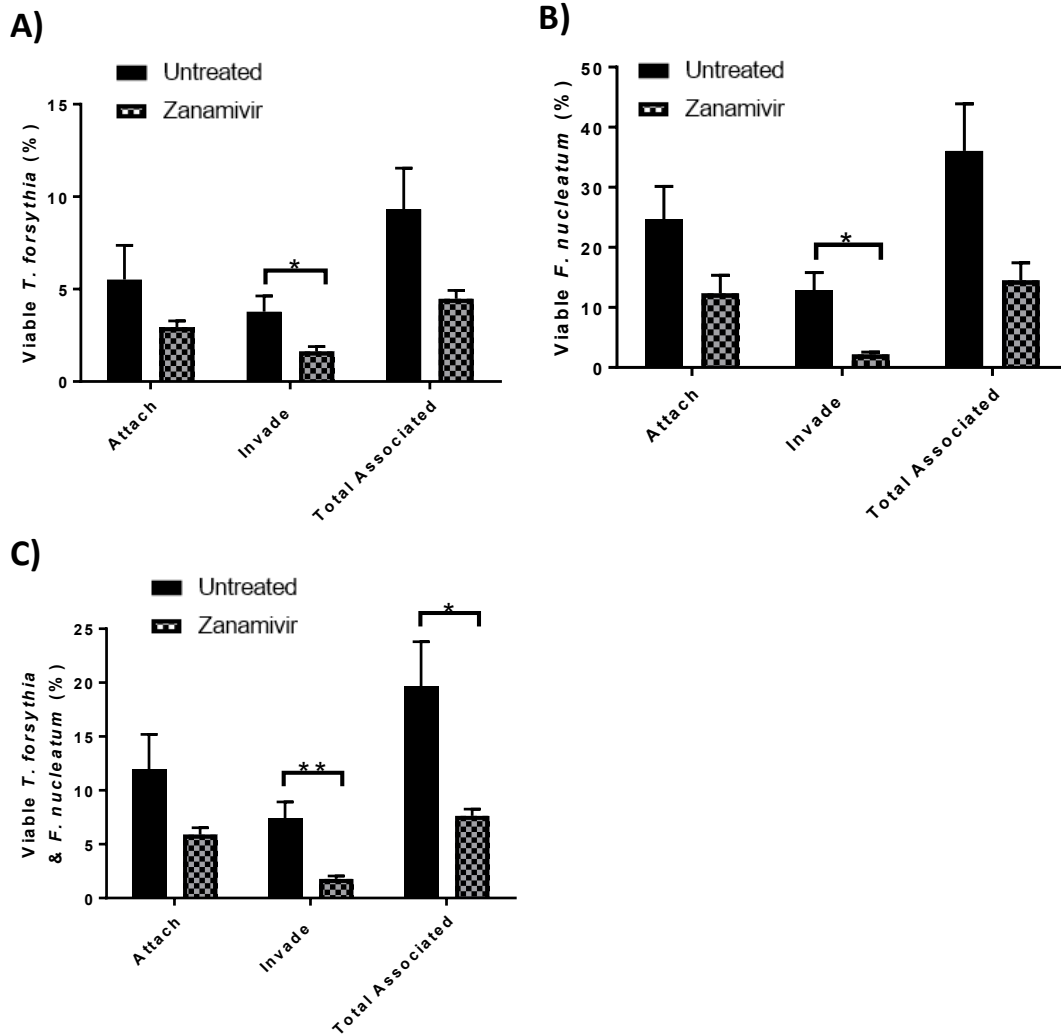 A)
Untreated
Zanamivir
Viable T. forsythia (%)
15
10
5
0
*
Attach
Invade
Total Associated
B)
Untreated
Zanamivir
Viable F. nucleatum (%)
50
40
30
20
10
0
*
Attach
Invade
Total Associated
C)
Untreated
Zanamivir
Viable T. forsythia
& F. nucleatum (%)
25
20
15
10
5
0
**
*
Attach
Invade
Total Associated